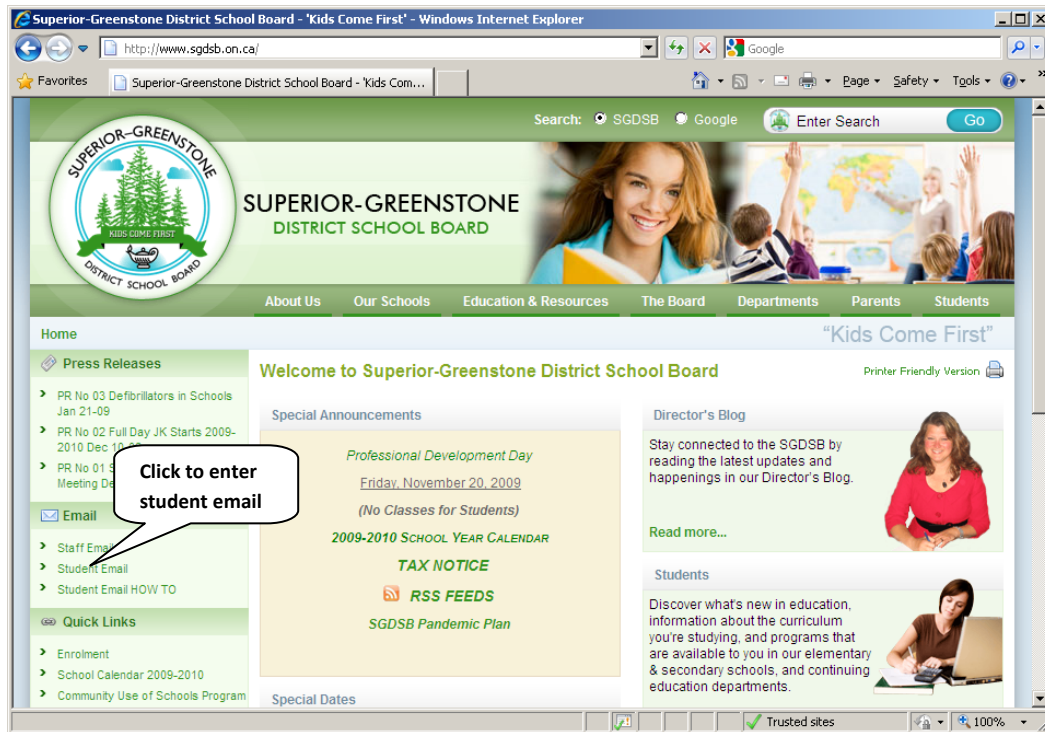 Superior-Greenstone District School Board - 'Kids Come First' - Windows Internet Explorer
http://www.sgdsb.on.ca/
Google
Favorites
Superior-Greenstone District School Board - 'Kids Com...
Page
Safety
Tools
»
Search: SGDSB Google
Enter Search
Go
SUPERIOR-GREENSTONE
KIDS COME FIRST
DISTRICT SCHOOL BOARD
SUPERIOR-GREENSTONE
DISTRICT SCHOOL BOARD
About Us Our Schools Education & Resources The Board Departments Parents Students
Home
"Kids Come First"
Press Releases
PR No 03 Defibrillators in Schools
Jan 21-09
PR No 02 Full Day JK Starts 2009-
2010 Dec
PR No 01
Meeting
Click to enter
student email
Email
Staff Email
Student Email
Student Email HOW TO
Quick Links
Enrolment
School Calendar 2009-2010
Community Use of Schools Program
Welcome to Superior-Greenstone District School Board
Printer Friendly Version
Special Announcements
Professional Development Day
Friday, November 20, 2009
(No Classes for Students)
2009-2010 SCHOOL YEAR CALENDAR
TAX NOTICE
RSS FEEDS
SGDSB Pandemic Plan
Special Dates
Director's Blog
Stay connected to the SGDSB by
reading the latest updates and
happenings in our Director's Blog.
Read more...
Students
Discover what's new in education,
information about the curriculum
you're studying, and programs that
are available to you in our elementary
& secondary schools, and continuing
education departments.
Trusted sites
100%